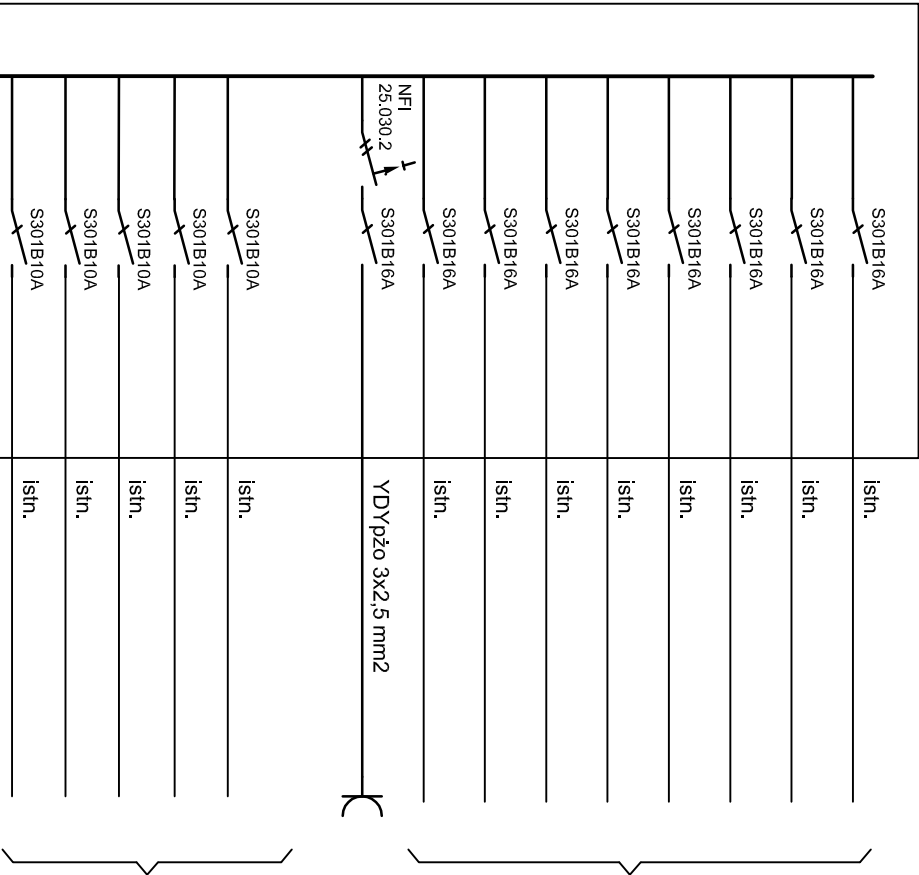 S301B10A
S301B10A
S301B10A
S301B10A
S301B10A
NFI
25.030.2
S301B16A
S301B16A
S301B16A
S301B16A
S301B16A
S301B16A
S301B16A
S301B16A
S301B16A
istn.
istn.
istn.
istn.
istn.
YDYpżo 3x2,5 mm2
istn.
istn.
istn.
istn.
istn.
istn.
istn.
istn.